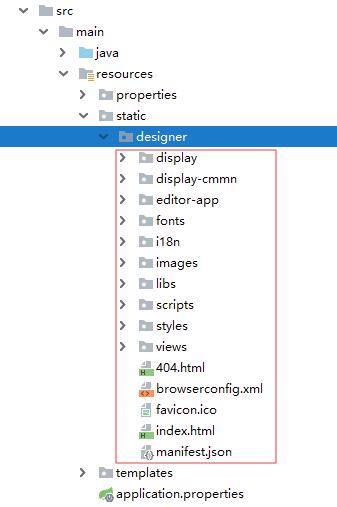 src
main
java
resources
properties
static
designer
display
display-cmmn
editor-app
fonts
i18n
images
libs
scripts
styles
views
404.html
browserconfig.xml
favicon.ico
index.html
manifest.json
templates
application.properties